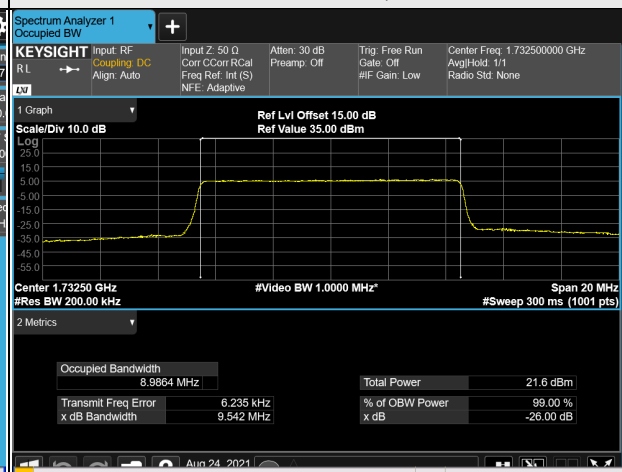 Spectrum Analyzer 1
Occupied BW
KEYSIGHT
R L
LXI
Input: RF
Coupling: DC
Align: Auto
Input Z: 50 Ω
Corr CCorr RCal
Freq Ref: Int (S)
NFE: Adaptive
Atten: 30 dB
Preamp: Off
Trig: Free Run
Gate: Off
#IF Gain: Low
Center Freq: 1.732500000 GHz
Avg|Hold: 1/1
Radio Std: None
1 Graph
Scale/Div 10.0 dB
Ref Lvl Offset 15.00 dB
Ref Value 35.00 dBm
Log
25.0
15.0
5.00
-5.00
-15.0
-25.0
-35.0
-45.0
-55.0
Center 1.73250 GHz
#Res BW 200.00 kHz
#Video BW 1.0000 MHz*
Span 20 MHz
#Sweep 300 ms (1001 pts)
2 Metrics
Occupied Bandwidth
8.9864 MHz
Transmit Freq Error 6.235 kHz
x dB Bandwidth 9.542 MHz
Total Power 21.6 dBm
% of OBW Power 99.00 %
x dB -26.00 dB
Aug 24, 2021